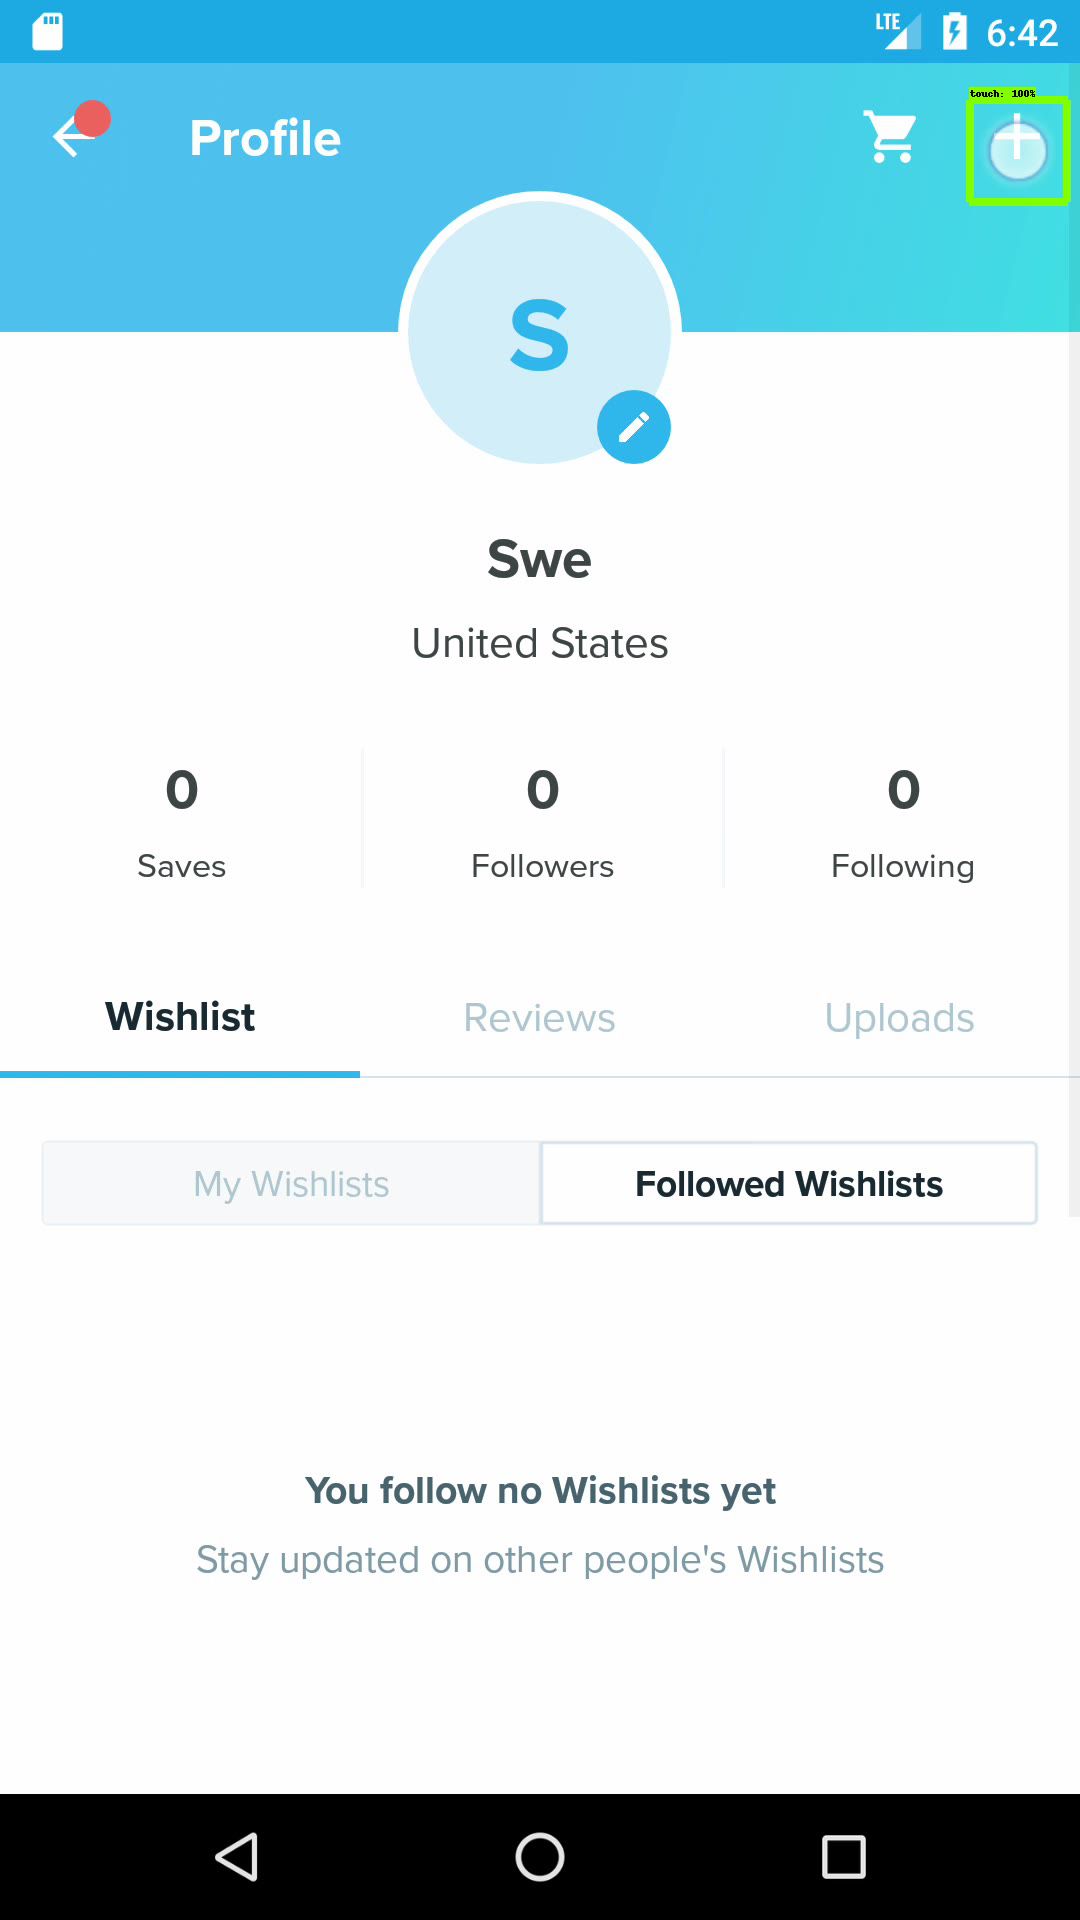 LTE 6:42
touch: 100%
Profile
S
Swe
United States
0 0 0
Saves Followers Following
Wishlist Reviews Uploads
My Wishlists Followed Wishlists
You follow no Wishlists yet
Stay updated on other people's Wishlists